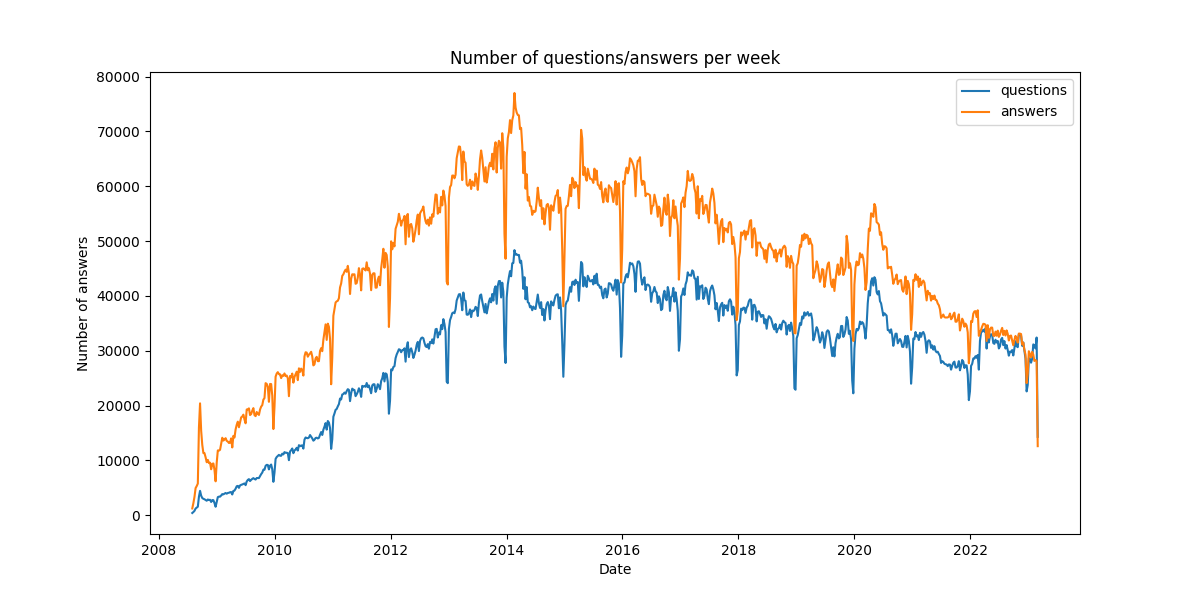 Number of questions/answers per week
80000
70000
60000
50000
40000
30000
20000
10000
0
Number of answers
2008 2010 2012 2014 2016 2018 2020 2022
Date
questions
answers